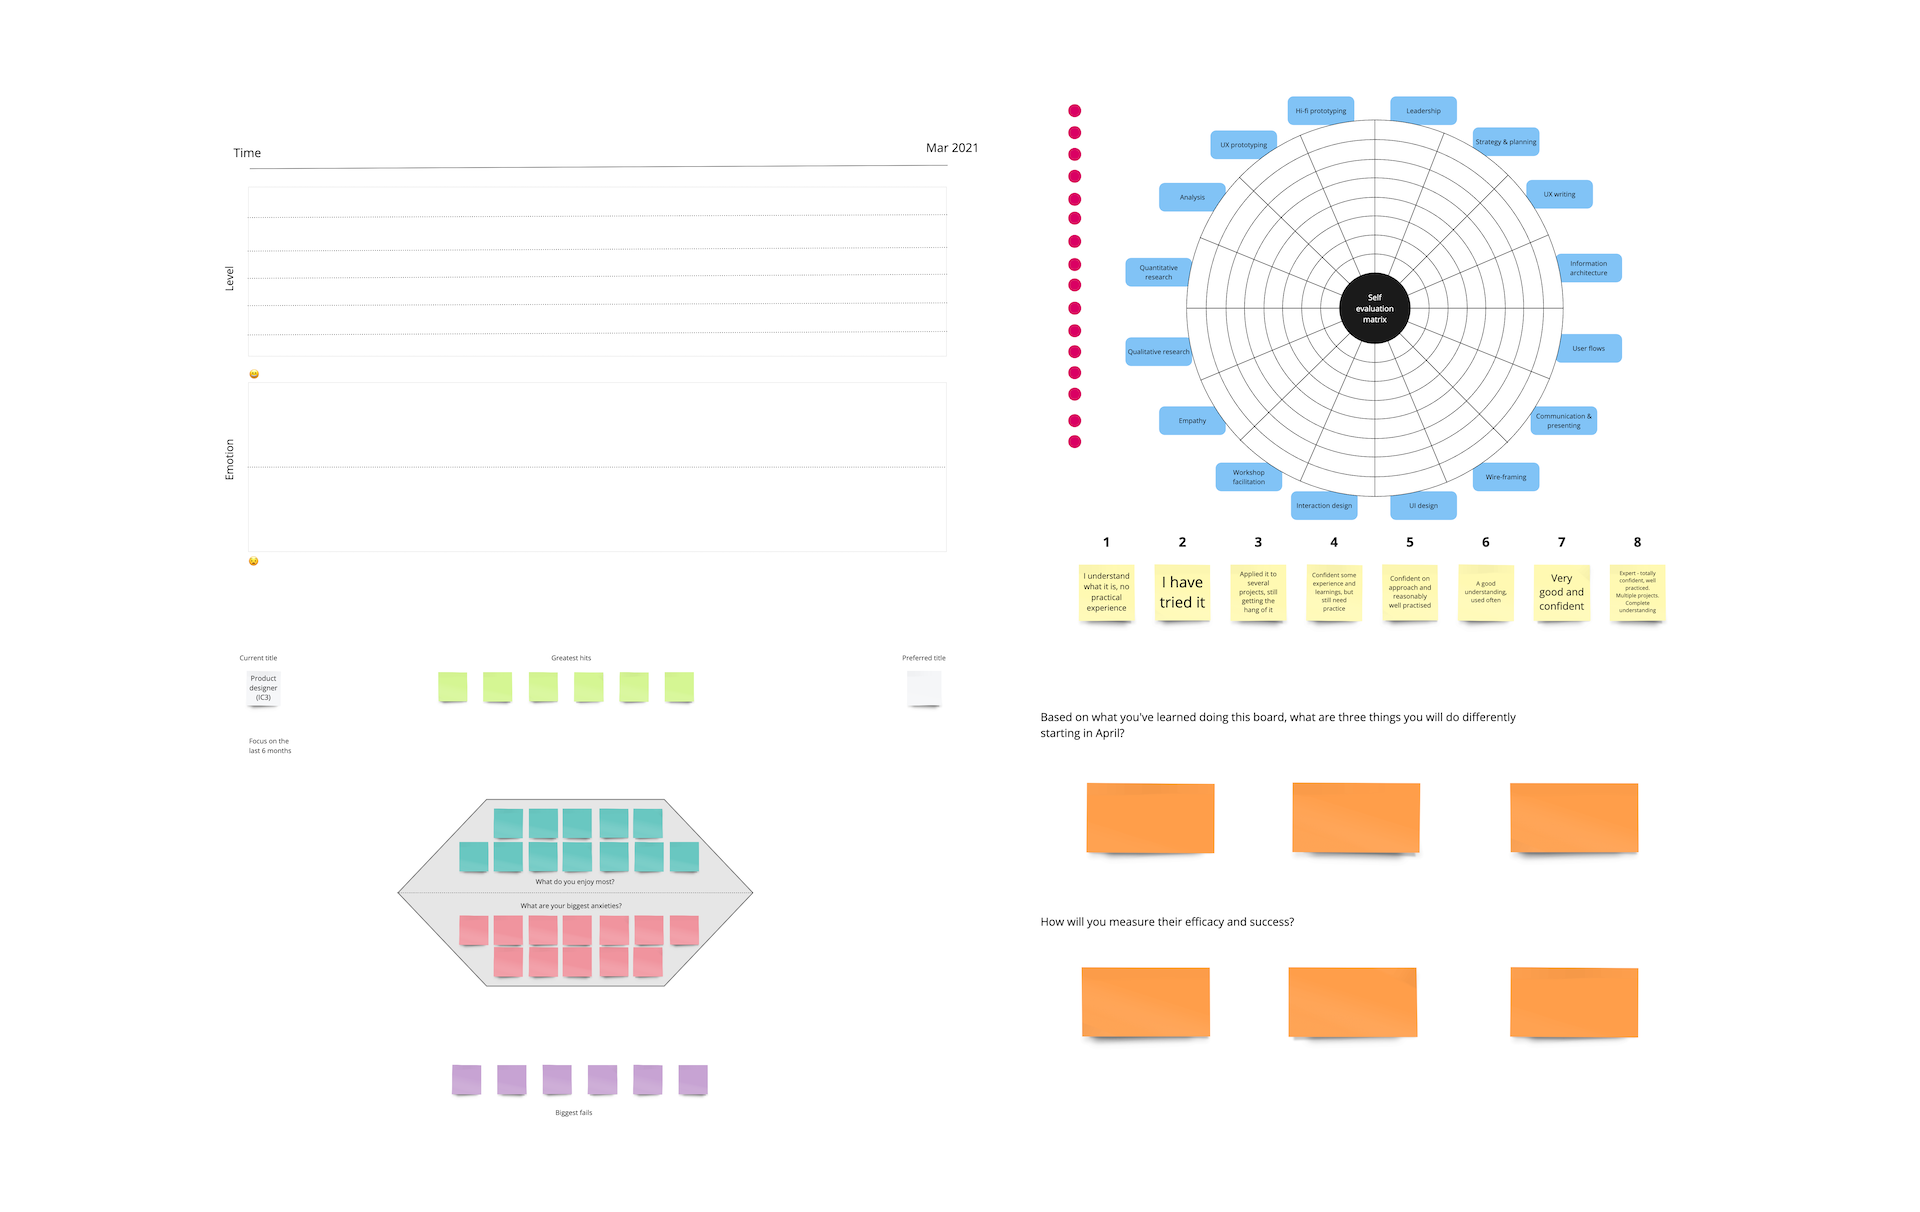 Time
Mar 2021
Level
Emotion
Current title
Product
designer
(IC3)
Greatest hits
Preferred title
Focus on the
last 6 months
What do you enjoy most?
What are your biggest anxieties?
Biggest fails
Hi-fi prototyping
Leadership
UX prototyping
Strategy & planning
Analysis
UX writing
Quantitative
research
Information
architecture
Self
evaluation
matrix
Qualitative research
User flows
Empathy
Communication &
presenting
Workshop
facilitation
Wire-framing
Interaction design
UI design
1
2
3
4
5
6
7
8
I understand
what it is, no
practical
experience
I have
tried it
Applied it to
several
projects, still
getting the
hang of it
Confident some
experience and
learnings, but
still need
practice
Confident on
approach and
reasonably
well practised
A good
understanding,
used often
Very
good and
confident
Expert - totally
confident, well
practiced.
Multiple projects.
Complete
understanding
Based on what you've learned doing this board, what are three things you will do differently
starting in April?
How will you measure their efficacy and success?